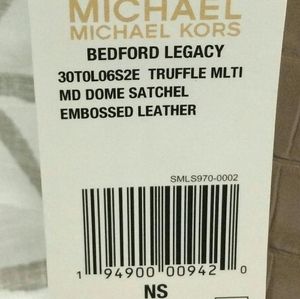 MICHAEL
MICHAEL KORS
BEDFORD LEGACY
30T0L06S2E TRUFFLE MLTI
MD DOME SATCHEL
EMBOSSED LEATHER
SMLS970-0002
1 94900 00942 0
NS